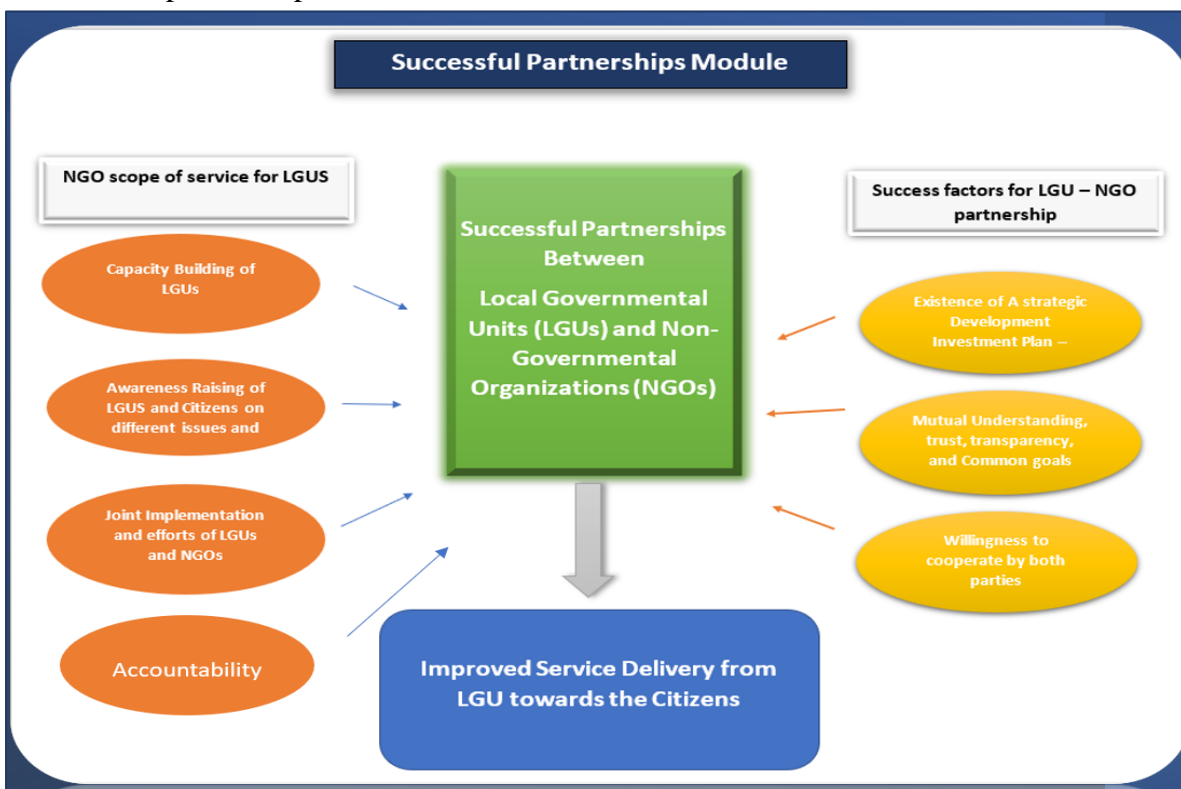 Successful Partnerships Module
NGO scope of service for LGUS
Capacity Building of
LGUs
Awareness Raising of
LGUS and Citizens on
different issues and
Joint Implementation
and efforts of LGUs
and NGOs
Accountability
Successful Partnerships
Between
Local Governmental
Units (LGUs) and Non-
Governmental
Organizations (NGOs)
Improved Service Delivery from
LGU towards the Citizens
Success factors for LGU – NGO
partnership
Existence of A strategic
Development
Investment Plan –
Mutual Understanding,
trust, transparency,
and Common goals
Willingness to
cooperate by both
parties